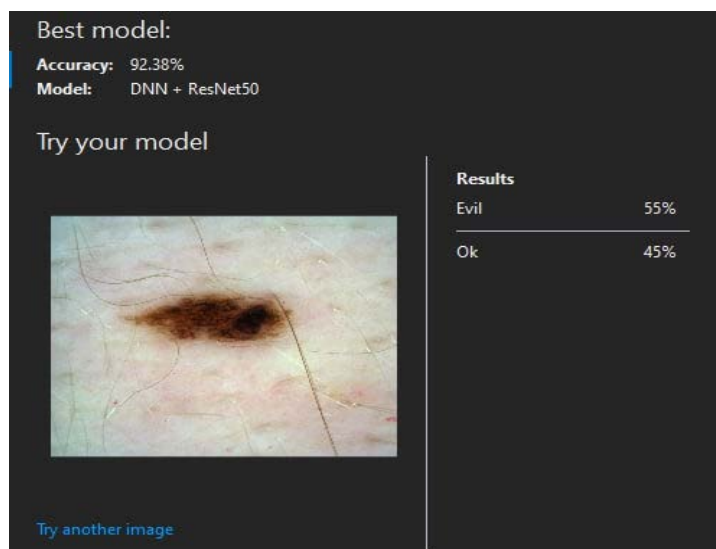 Best model:
Accuracy: 92.38%
Model: DNN + ResNet50
Try your model
Results
Evil 55%
Ok 45%
Try another image